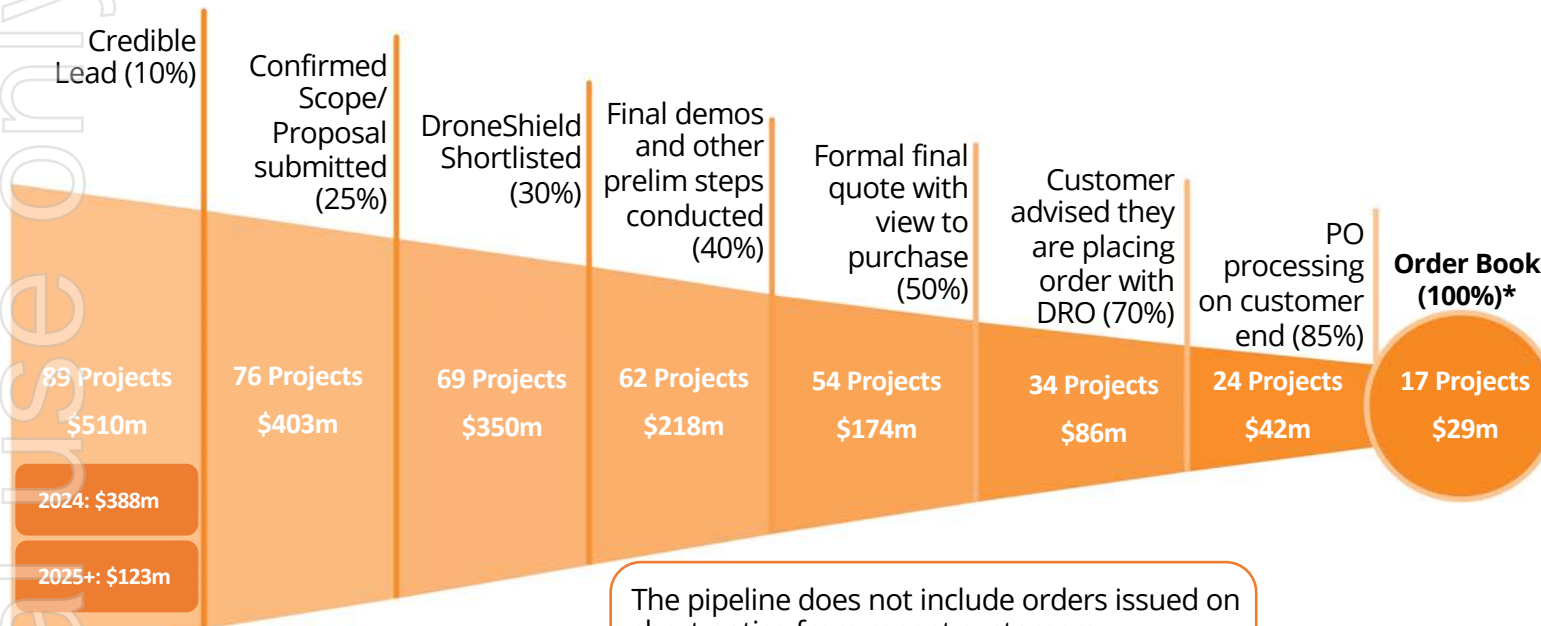 Credible
Lead (10%)
Confirmed
Scope/
Proposal
submitted
(25%)
DroneShield
Shortlisted
(30%)
Final demos
and other
prelim steps
conducted
(40%)
Formal final
quote with
view to
purchase
(50%)
Customer
advised they
are placing
order with
DRO (70%)
PO
processing
on customer
end (85%)
Order Book
(100%)*
89 Projects
$510m
76 Projects
$403m
69 Projects
$350m
62 Projects
$218m
54 Projects
$174m
34 Projects
$86m
24 Projects
$42m
17 Projects
$29m
2024: $388m
2025+: $123m
The pipeline does not include orders issued on
use only